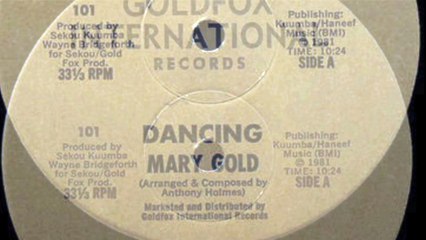 GOLDFOX
INTERNATIONAL
RECORDS
101
Produced by
Sekou Kuumba
Wayne Bridgeforth
for Sekou/Gold
Fox Prod.
33⅓ RPM
Publishing:
Kuumba/Haneef
Music (BMI)
℗ 1981
TIME: 10:24
SIDE A
101
Produced by
Sekou Kuumba
Wayne Bridgeforth
for Sekou/Gold
Fox Prod.
33⅓ RPM
DANCING
MARY GOLD
(Arranged & Composed by
Anthony Holmes)
Marketed and Distributed by
Goldfox International Records
Publishing:
Kuumba/Haneef
Music (BMI)
℗ 1981
TIME: 10:24
SIDE A